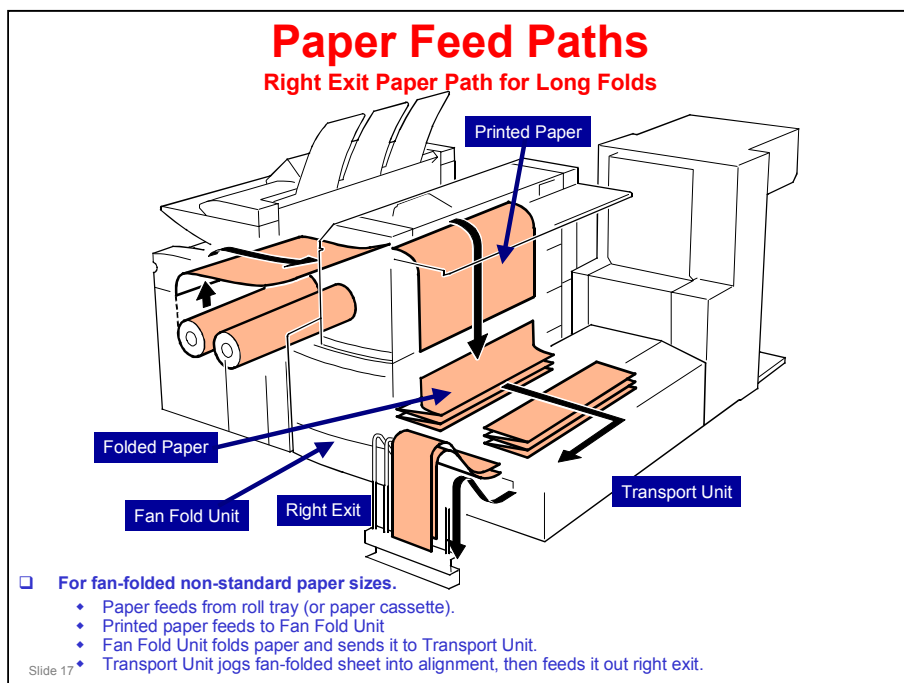 Paper Feed Paths
Right Exit Paper Path for Long Folds
Printed Paper
Folded Paper
Fan Fold Unit
Right Exit
Transport Unit
❑ For fan-folded non-standard paper sizes.
◆ Paper feeds from roll tray (or paper cassette).
◆ Printed paper feeds to Fan Fold Unit
◆ Fan Fold Unit folds paper and sends it to Transport Unit.
◆ Transport Unit jogs fan-folded sheet into alignment, then feeds it out right exit.
Slide 17